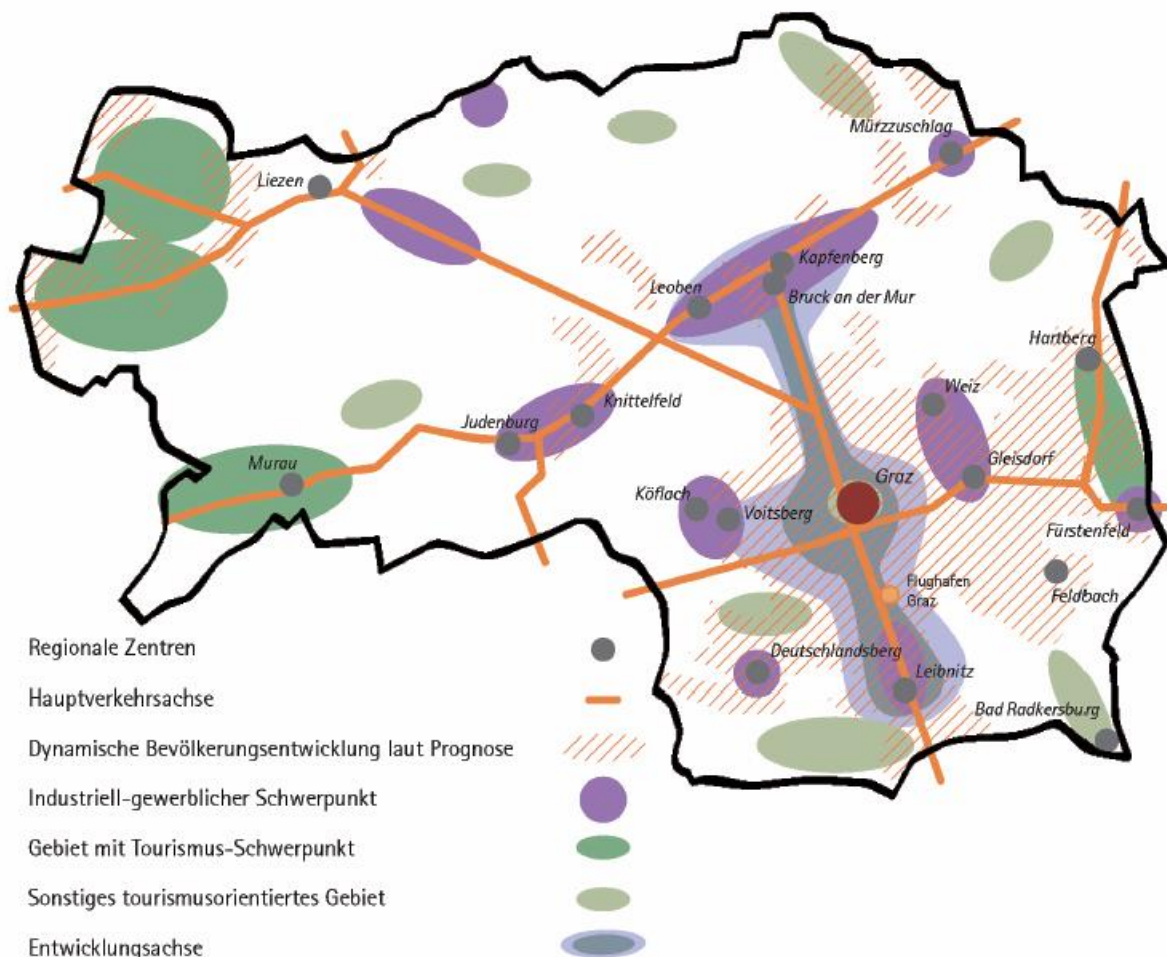 Mürzzuschlag
Liezen
Kapfenberg
Leoben
Bruck an der Mur
Hartberg
Weiz
Knittelfeld
Judenburg
Murau
Gleisdorf
Graz
Köflach
Voitsberg
Fürstenfeld
Flughafen
Graz
Feldbach
Deutschlandsberg
Leibnitz
Bad Radkersburg
Regionale Zentren
Hauptverkehrsachse
Dynamische Bevölkerungsentwicklung laut Prognose
Industriell-gewerblicher Schwerpunkt
Gebiet mit Tourismus-Schwerpunkt
Sonstiges tourismusorientiertes Gebiet
Entwicklungsachse